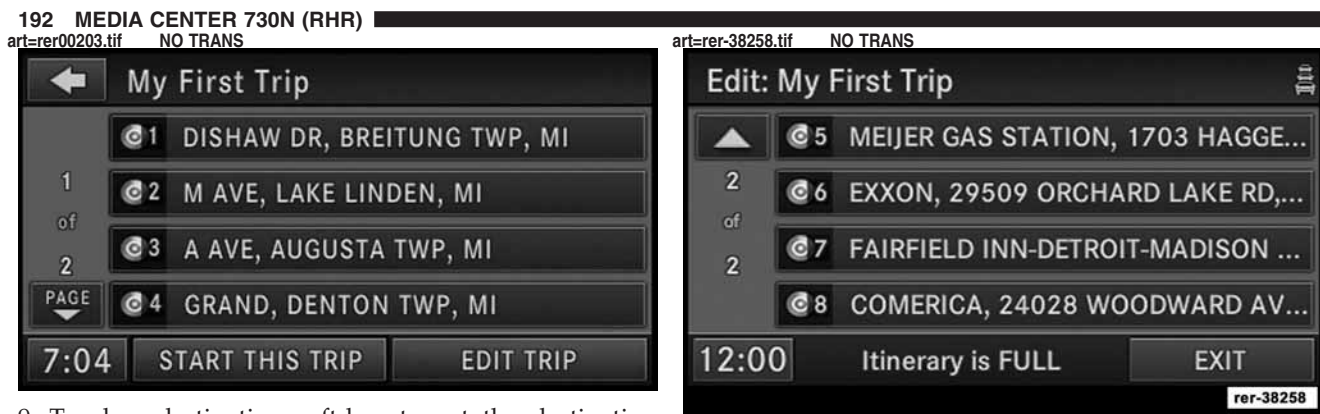 192 MEDIA CENTER 730N (RHR)
art=rer00203.tif NO TRANS
My First Trip
1 DISHAW DR, BREITUNG TWP, MI
2 M AVE, LAKE LINDEN, MI
3 A AVE, AUGUSTA TWP, MI
4 GRAND, DENTON TWP, MI
1
of
2
PAGE
7:04 START THIS TRIP EDIT TRIP
art=rer-38258.tif NO TRANS
Edit: My First Trip
5 MEIJER GAS STATION, 1703 HAGGE...
6 EXXON, 29509 ORCHARD LAKE RD,...
7 FAIRFIELD INN-DETROIT-MADISON ...
8 COMERICA, 24028 WOODWARD AV...
2
of
2
12:00 Itinerary is FULL EXIT
rer-38258